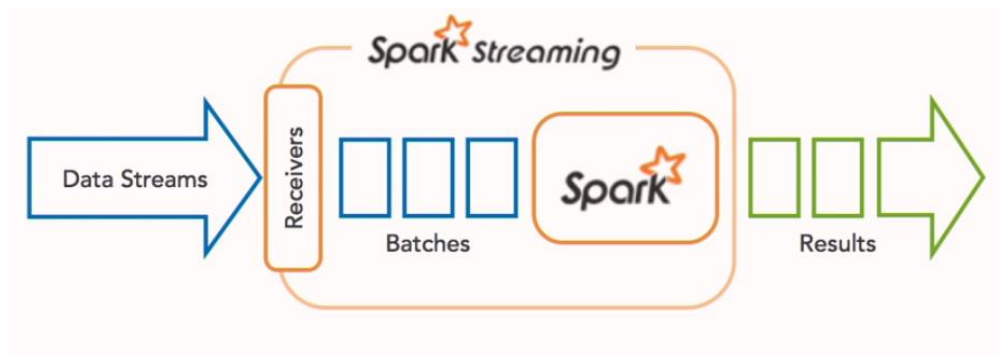 Spark Streaming
Data Streams
Receivers
Batches
Spark
Results